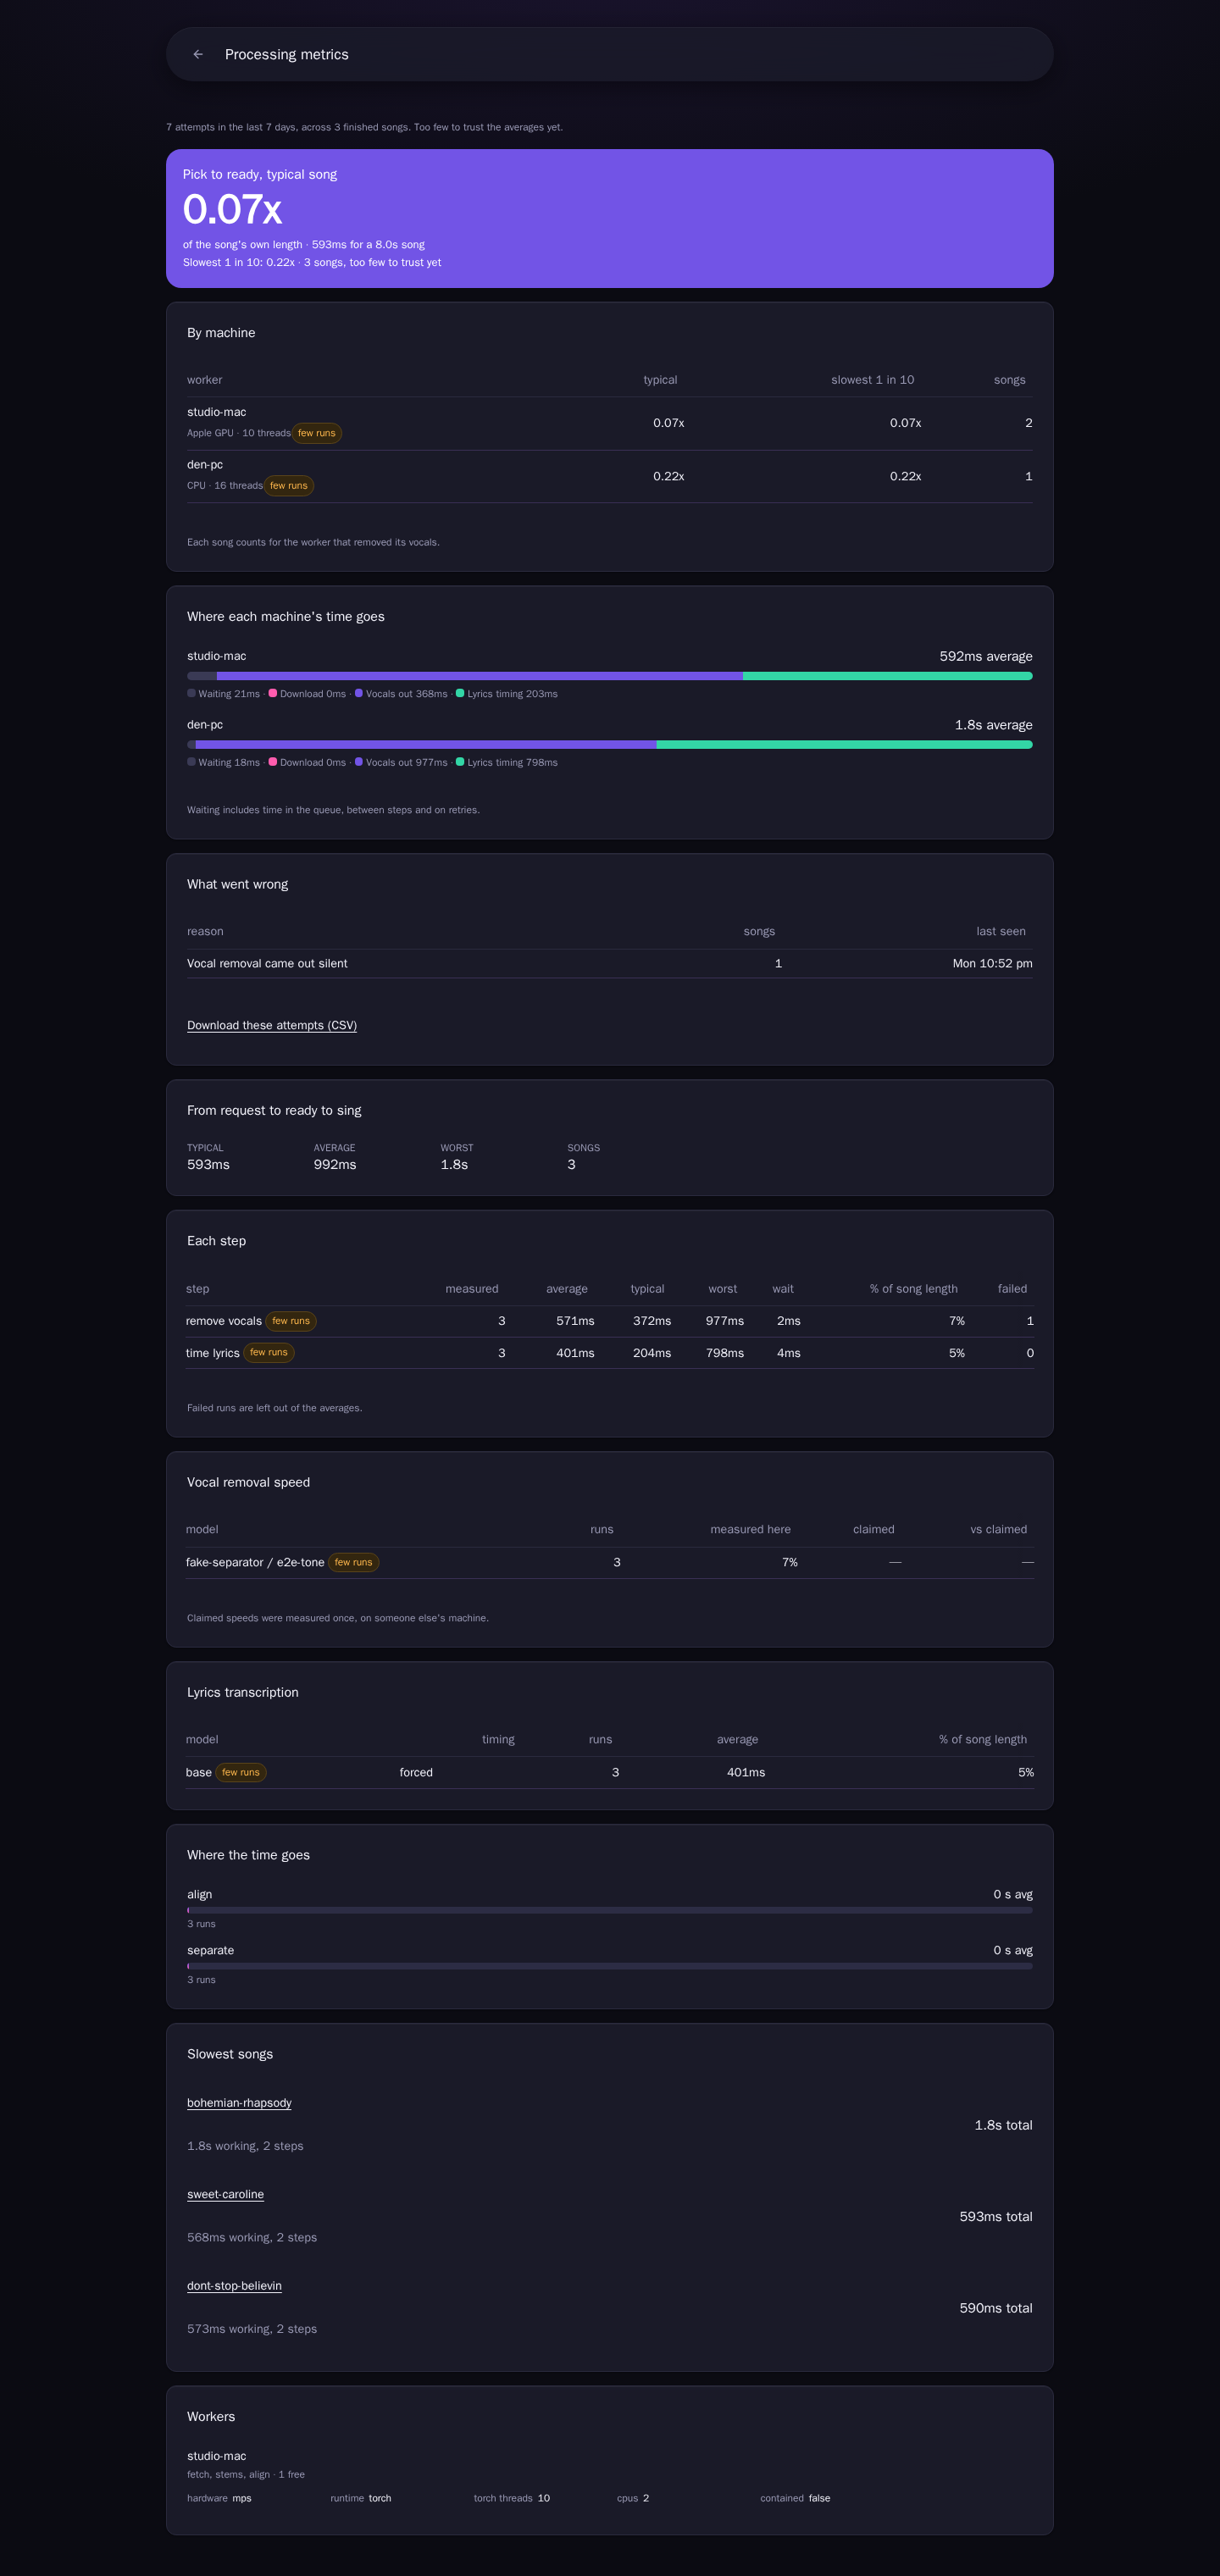 Processing metrics
7 attempts in the last 7 days, across 3 finished songs. Too few to trust the averages yet.
Pick to ready, typical song
0.07x
of the song's own length · 593ms for a 8.0s song
Slowest 1 in 10: 0.22x · 3 songs, too few to trust yet
By machine
worker typical slowest 1 in 10 songs
studio-mac
Apple GPU · 10 threads few runs 0.07x 0.07x 2
den-pc
CPU · 16 threads few runs 0.22x 0.22x 1
Each song counts for the worker that removed its vocals.
Where each machine's time goes
studio-mac 592ms average
Waiting 21ms · Download 0ms · Vocals out 368ms · Lyrics timing 203ms
den-pc 1.8s average
Waiting 18ms · Download 0ms · Vocals out 977ms · Lyrics timing 798ms
Waiting includes time in the queue, between steps and on retries.
What went wrong
reason songs last seen
Vocal removal came out silent 1 Mon 10:52 pm
Download these attempts (CSV)
From request to ready to sing
TYPICAL AVERAGE WORST SONGS
593ms 992ms 1.8s 3
Each step
step measured average typical worst wait % of song length failed
remove vocals few runs 3 571ms 372ms 977ms 2ms 7% 1
time lyrics few runs 3 401ms 204ms 798ms 4ms 5% 0
Failed runs are left out of the averages.
Vocal removal speed
model runs measured here claimed vs claimed
fake-separator / e2e-tone few runs 3 7% — —
Claimed speeds were measured once, on someone else's machine.
Lyrics transcription
model timing runs average % of song length
base few runs forced 3 401ms 5%
Where the time goes
align 0 s avg
3 runs
separate 0 s avg
3 runs
Slowest songs
bohemian-rhapsody
1.8s total
1.8s working, 2 steps
sweet-caroline
593ms total
568ms working, 2 steps
dont-stop-believin
590ms total
573ms working, 2 steps
Workers
studio-mac
fetch, stems, align · 1 free
hardware mps runtime torch torch threads 10 cpus 2 contained false